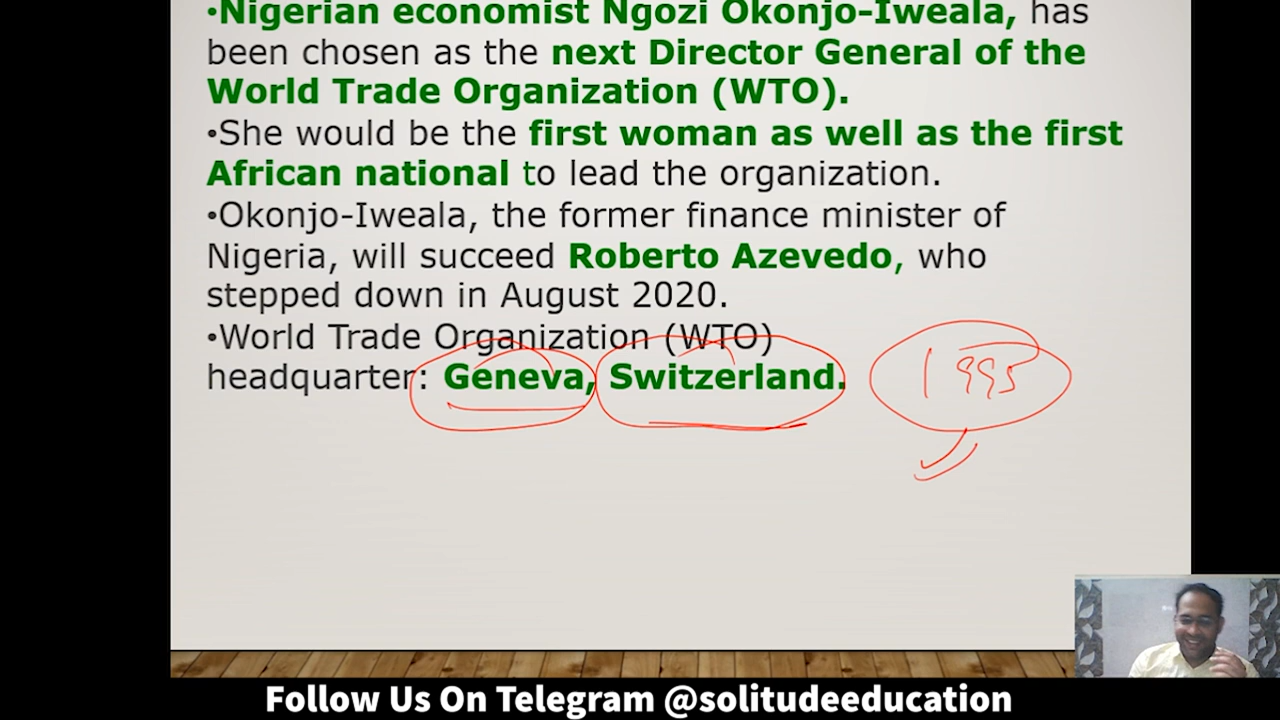 •Nigerian economist Ngozi Okonjo-Iweala, has
been chosen as the next Director General of the
World Trade Organization (WTO).
•She would be the first woman as well as the first
African national to lead the organization.
•Okonjo-Iweala, the former finance minister of
Nigeria, will succeed Roberto Azevedo, who
stepped down in August 2020.
•World Trade Organization (WTO)
headquarter: Geneva, Switzerland. 1995
Follow Us On Telegram @solitudeeducation